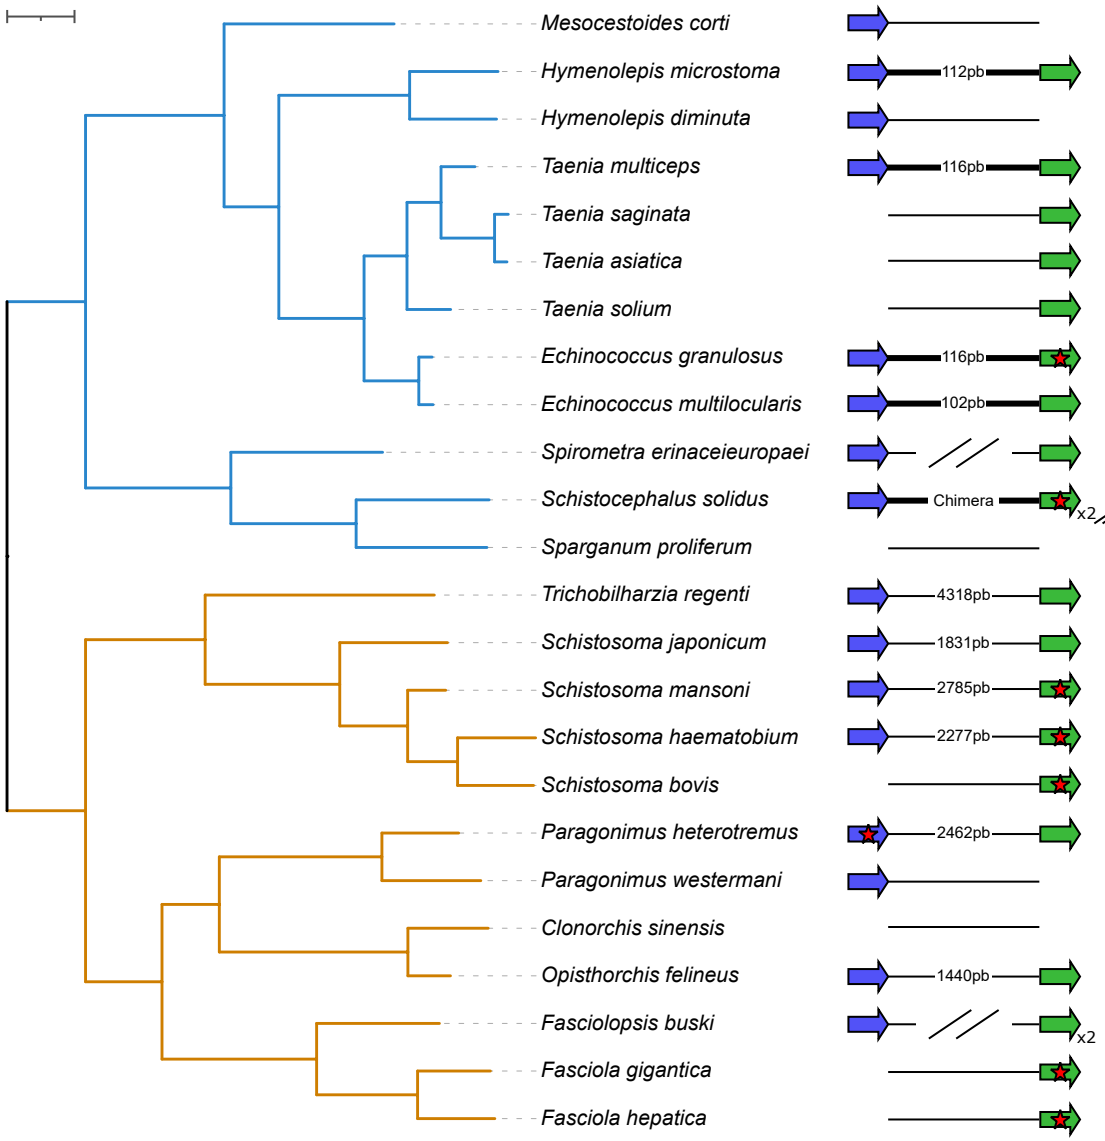 Mesocestoides corti
Hymenolepis microstoma 112pb
Hymenolepis diminuta
Taenia multiceps 116pb
Taenia saginata
Taenia asiatica
Taenia solium
Echinococcus granulosus 116pb
Echinococcus multilocularis 102pb
Spirometra erinaceieuropaei
Schistocephalus solidus Chimera x2
Sparganum proliferum
Trichobilharzia regenti 4318pb
Schistosoma japonicum 1831pb
Schistosoma mansoni 2785pb
Schistosoma haematobium 2277pb
Schistosoma bovis
Paragonimus heterotremus 2462pb
Paragonimus westermani
Clonorchis sinensis
Opisthorchis felineus 1440pb
Fasciolopsis buski x2
Fasciola gigantica
Fasciola hepatica